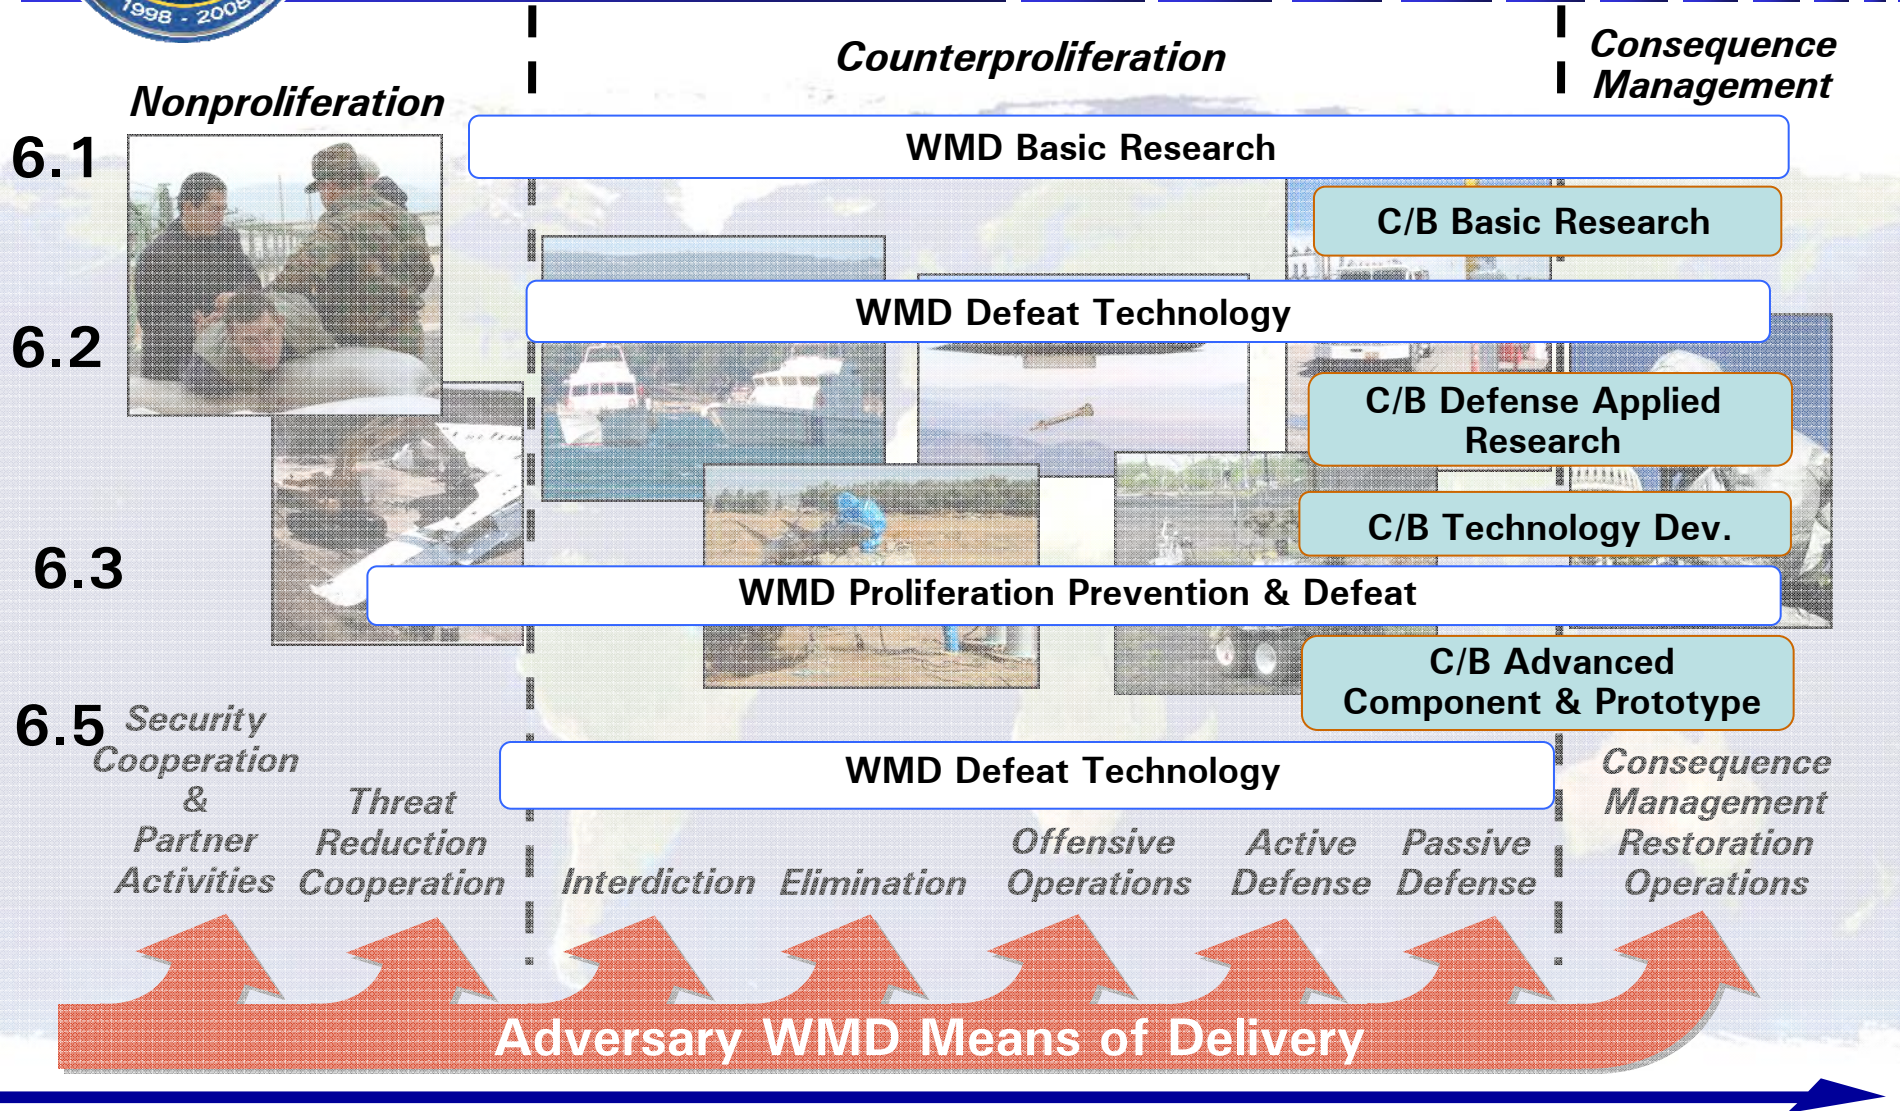 1998 - 2008
Counterproliferation
Consequence
Management
Nonproliferation
6.1
WMD Basic Research
C/B Basic Research
6.2
WMD Defeat Technology
C/B Defense Applied
Research
C/B Technology Dev.
6.3
WMD Proliferation Prevention & Defeat
C/B Advanced
Component & Prototype
6.5
WMD Defeat Technology
Security
Cooperation
&
Partner
Activities
Threat
Reduction
Cooperation
Interdiction
Elimination
Offensive
Operations
Active
Defense
Passive
Defense
Consequence
Management
Restoration
Operations
Adversary WMD Means of Delivery